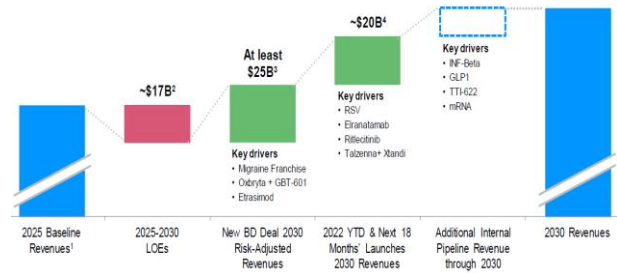 ~$17B²
At least
$25B³
Key drivers
• Migraine Franchise
• Oxbryta + GBT-601
• Etrasimod
~$20B⁴
Key drivers
• RSV
• Elranatamab
• Ritlecitinib
• Talzenna+ Xtandi
Key drivers
• INF-Beta
• GLP1
• TTI-622
• mRNA
2025 Baseline
Revenues¹
2025-2030
LOEs
New BD Deal 2030
Risk-Adjusted
Revenues
2022 YTD & Next 18
Months' Launches
2030 Revenues
Additional Internal
Pipeline Revenue
through 2030
2030 Revenues